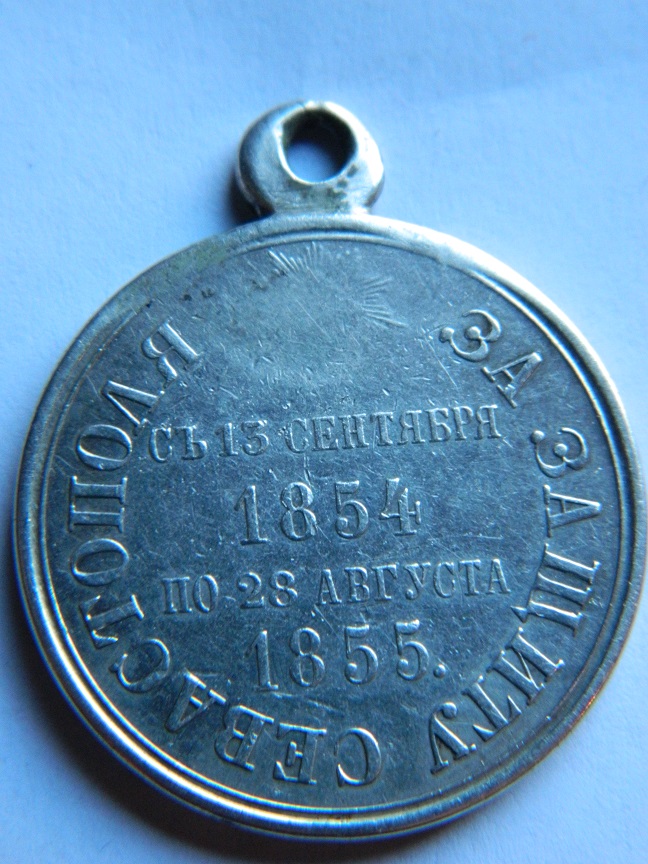 ЗА ЗАЩИТУ СЕВАСТОПОЛЯ
СЪ 13 СЕНТЯБРЯ
1854
ПО 28 АВГУСТА
1855.